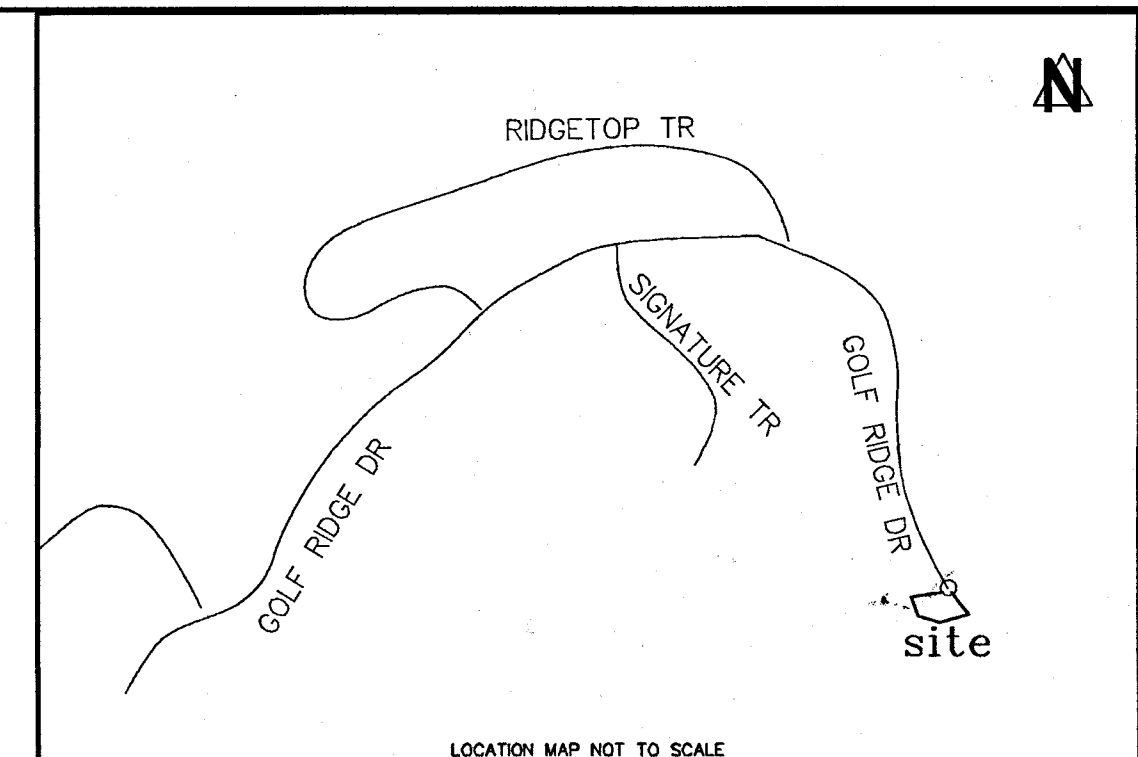 N
RIDGETOP TR
SIGNATURE TR
GOLF RIDGE DR
GOLF RIDGE DR
site
LOCATION MAP NOT TO SCALE